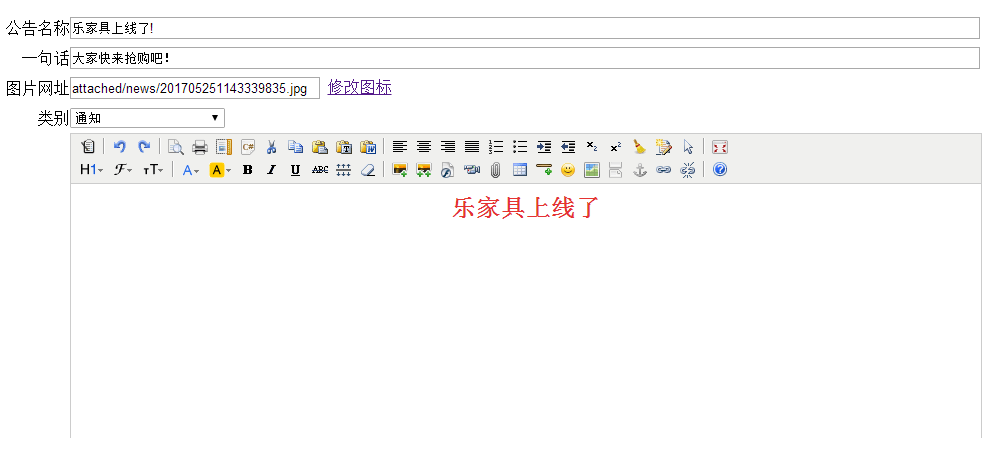 公告名称 乐家具上线了!
一句话 大家快来抢购吧!
图片网址 attached/news/201705251143339835.jpg 修改图标
类别 通知
H1 F TT A A B I U ABC
乐家具上线了